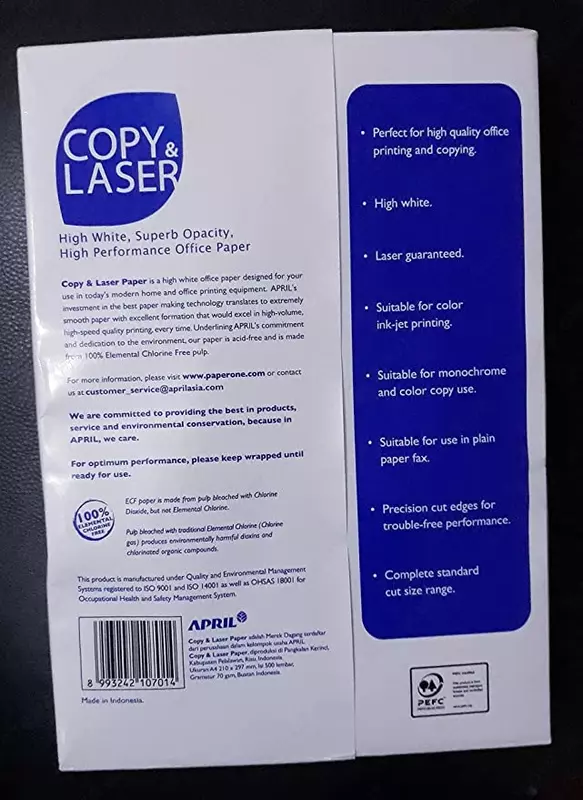 COPY &
LASER
High White, Superb Opacity,
High Performance Office Paper
Copy & Laser Paper is a high white office paper designed for your
use in today's modern home and office printing equipment. APRIL's
investment in the best paper making technology translates to extremely
smooth paper with excellent formation that would excel in high-volume,
high-speed quality printing, every time. Underlining APRIL's commitment
and dedication to the environment, our paper is acid-free and is made
from 100% Elemental Chlorine Free pulp.
For more information, please visit www.paperone.com or contact
us at customer_service@aprilasia.com
We are committed to providing the best in products,
service and environmental conservation, because in
APRIL, we care.
For optimum performance, please keep wrapped until
ready for use.
100%
ELEMENTAL
CHLORINE
FREE
ECF paper is made from pulp bleached with Chlorine
Dioxide, but not Elemental Chlorine.
Pulp bleached with traditional Elemental Chlorine (Chlorine
gas) produces environmentally harmful dioxins and
chlorinated organic compounds.
This product is manufactured under Quality and Environmental Management
Systems registered to ISO 9001 and ISO 14001 as well as OHSAS 18001 for
Occupational Health and Safety Management System.
8 993242 107014
Made in Indonesia.
APRIL
Copy & Laser Paper adalah Merek Dagang terdaftar
dari perusahaan dalam kelompok usaha APRIL.
Copy & Laser Paper, diproduksi di Pangkalan Kerinci,
Kabupaten Pelalawan, Riau, Indonesia.
Ukuran A4 210 x 297 mm, Isi 500 lembar,
Gramatur 70 gsm, Buatan Indonesia.
• Perfect for high quality office
printing and copying.
• High white.
• Laser guaranteed.
• Suitable for color
ink-jet printing.
• Suitable for monochrome
and color copy use.
• Suitable for use in plain
paper fax.
• Precision cut edges for
trouble-free performance.
• Complete standard
cut size range.
PEFC